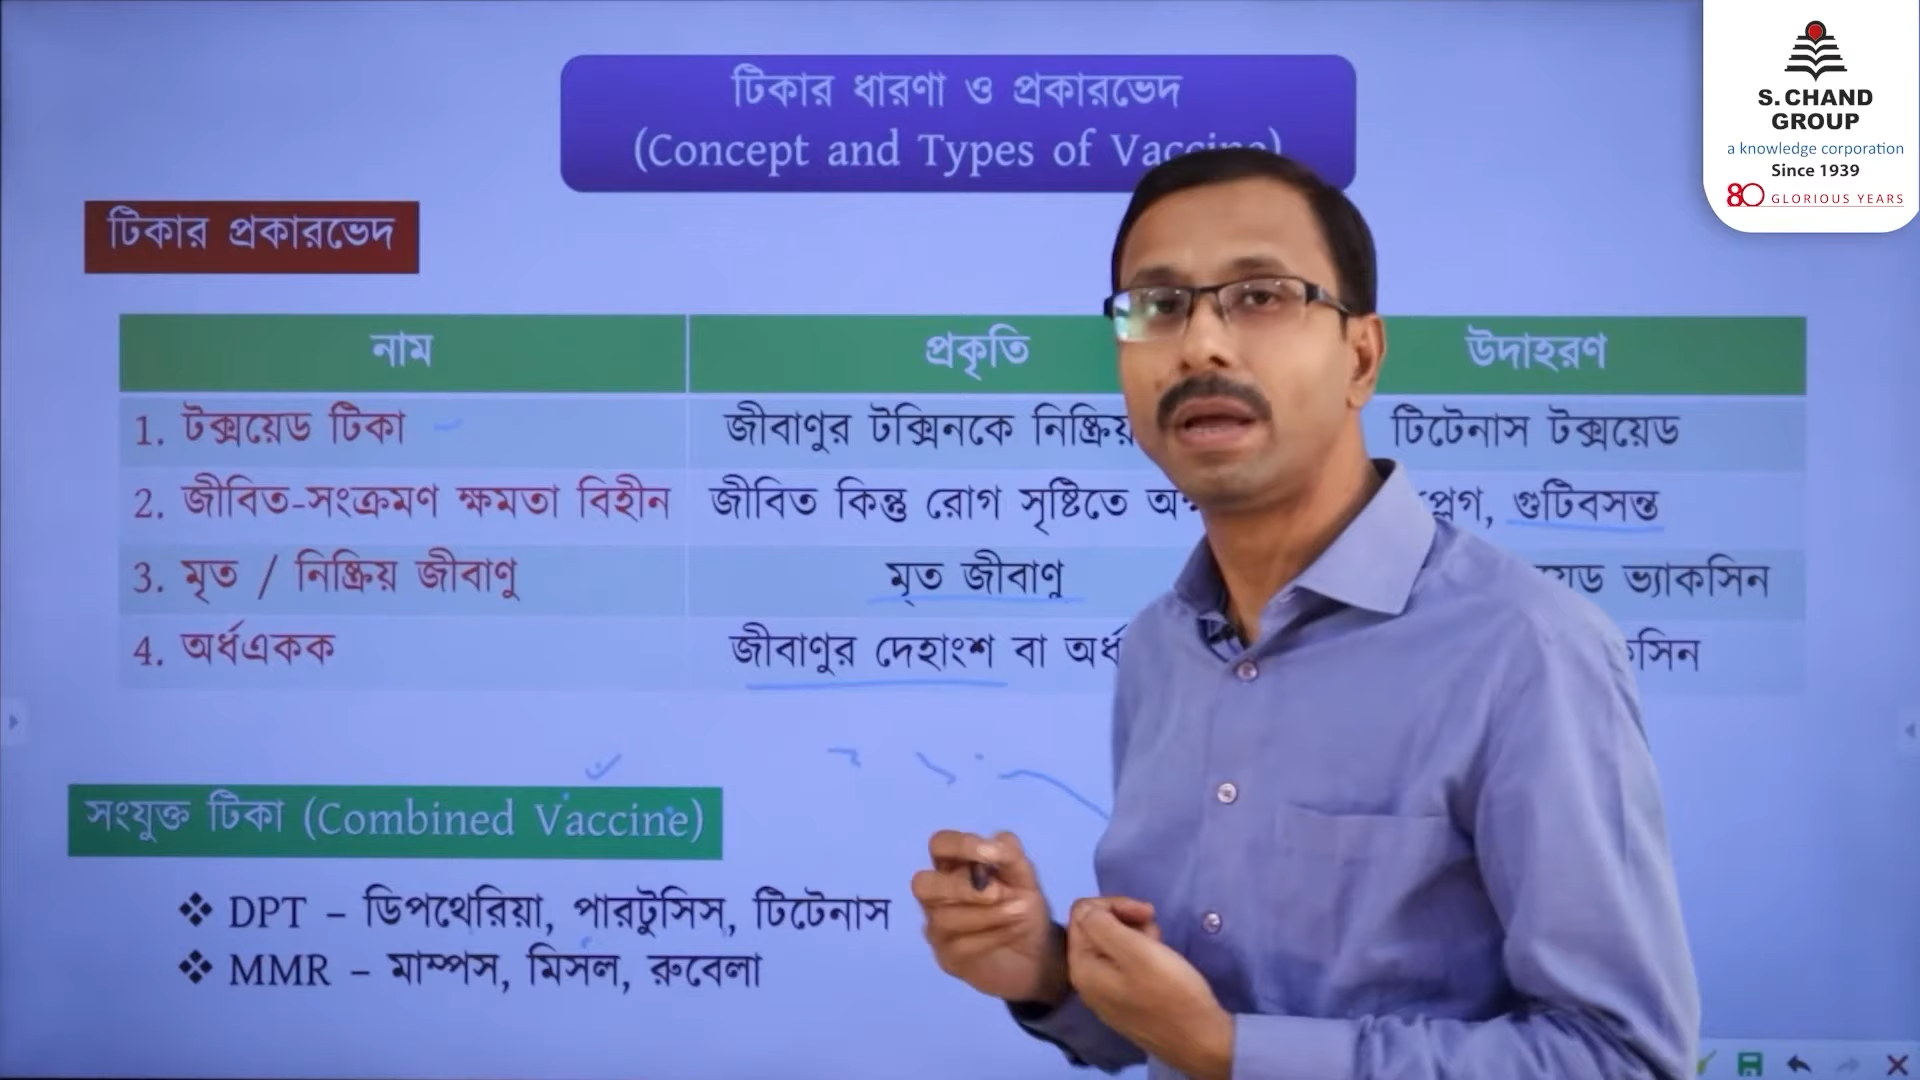 টিকার ধারণা ও প্রকারভেদ
(Concept and Types of Vaccine)
S. CHAND
GROUP
a knowledge corporation
Since 1939
80 GLORIOUS YEARS
টিকার প্রকারভেদ
নাম প্রকৃতি উদাহরণ
1. টক্সয়েড টিকা জীবাণুর টক্সিনকে নিষ্ক্রিয় টিটেনাস টক্সয়েড
2. জীবিত-সংক্রমণ ক্ষমতা বিহীন জীবিত কিন্তু রোগ সৃষ্টিতে গুটিবসন্ত
3. মৃত / নিষ্ক্রিয় জীবাণু মৃত জীবাণু ভ্যাকসিন
4. অর্ধএকক জীবাণুর দেহাংশ বা
সংযুক্ত টিকা (Combined Vaccine)
❖ DPT – ডিপথেরিয়া, পারটুসিস, টিটেনাস
❖ MMR – মাম্পস, মিসল, রুবেলা